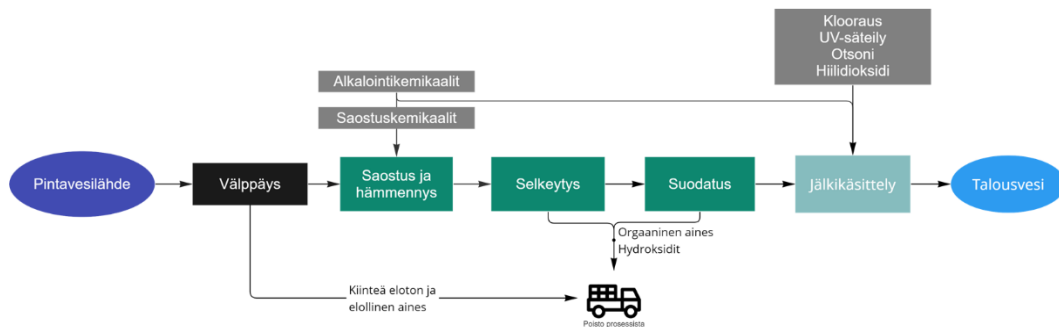 Klooraus
UV-säteily
Otsoni
Hiilidioksidi
Alkalointikemikaalit
Saostuskemikaalit
Pintavesilähde
Välppäys
Saostus ja
hämmennys
Selkeytys
Suodatus
Jälkikäsittely
Talousvesi
Orgaaninen aines
Hydroksidit
Kiinteä eloton ja
elollinen aines
Poisto prosessista